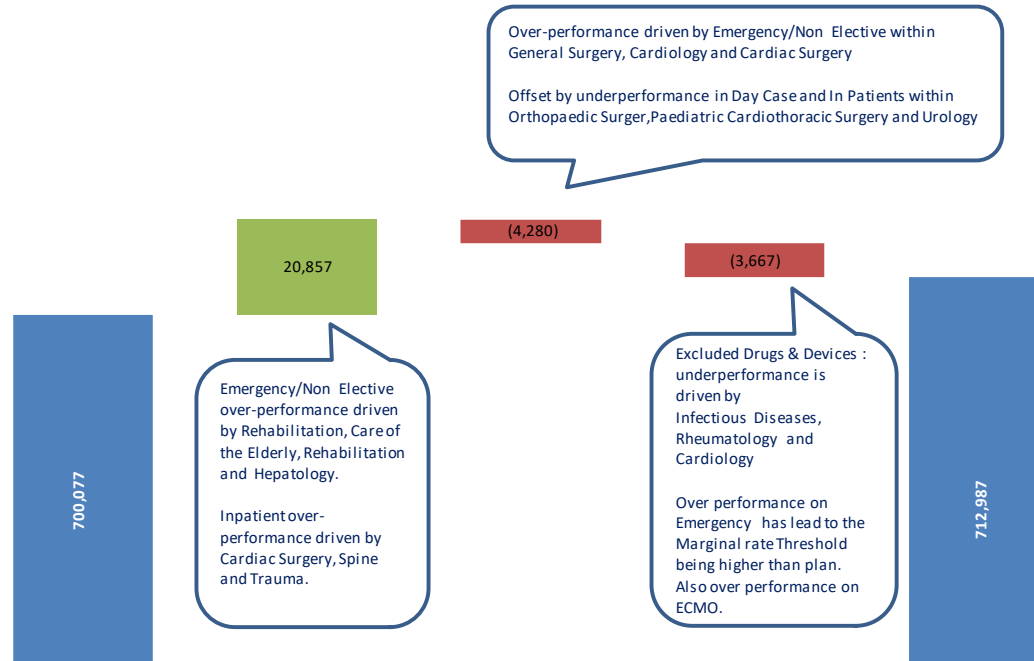 Over-performance driven by Emergency/Non Elective within
General Surgery, Cardiology and Cardiac Surgery
Offset by underperformance in Day Case and In Patients within
Orthopaedic Surger,Paediatric Cardiothoracic Surgery and Urology
(4,280)
20,857
(3,667)
Emergency/Non Elective
over-performance driven
by Rehabilitation, Care of
the Elderly, Rehabilitation
and Hepatology.
Inpatient over-
performance driven by
Cardiac Surgery, Spine
and Trauma.
Excluded Drugs & Devices :
underperformance is
driven by
Infectious Diseases,
Rheumatology and
Cardiology
Over performance on
Emergency has lead to the
Marginal rate Threshold
being higher than plan.
Also over performance on
ECMO.
700,077
712,987